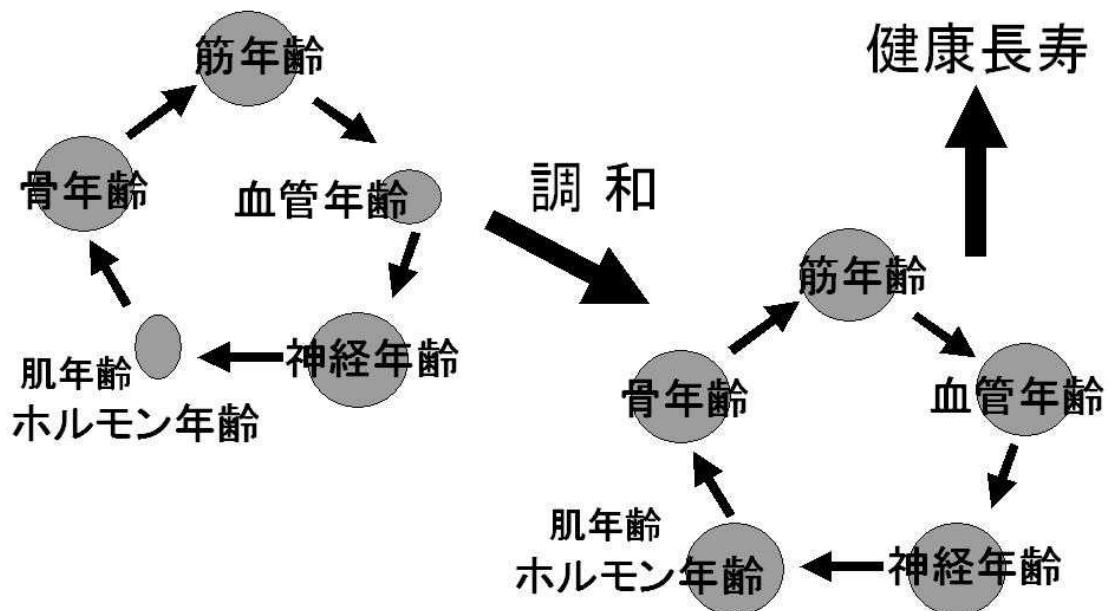 筋年齢
骨年齢
血管年齢
神経年齢
肌年齢
ホルモン年齢
調和
健康長寿
筋年齢
骨年齢
血管年齢
神経年齢
肌年齢
ホルモン年齢